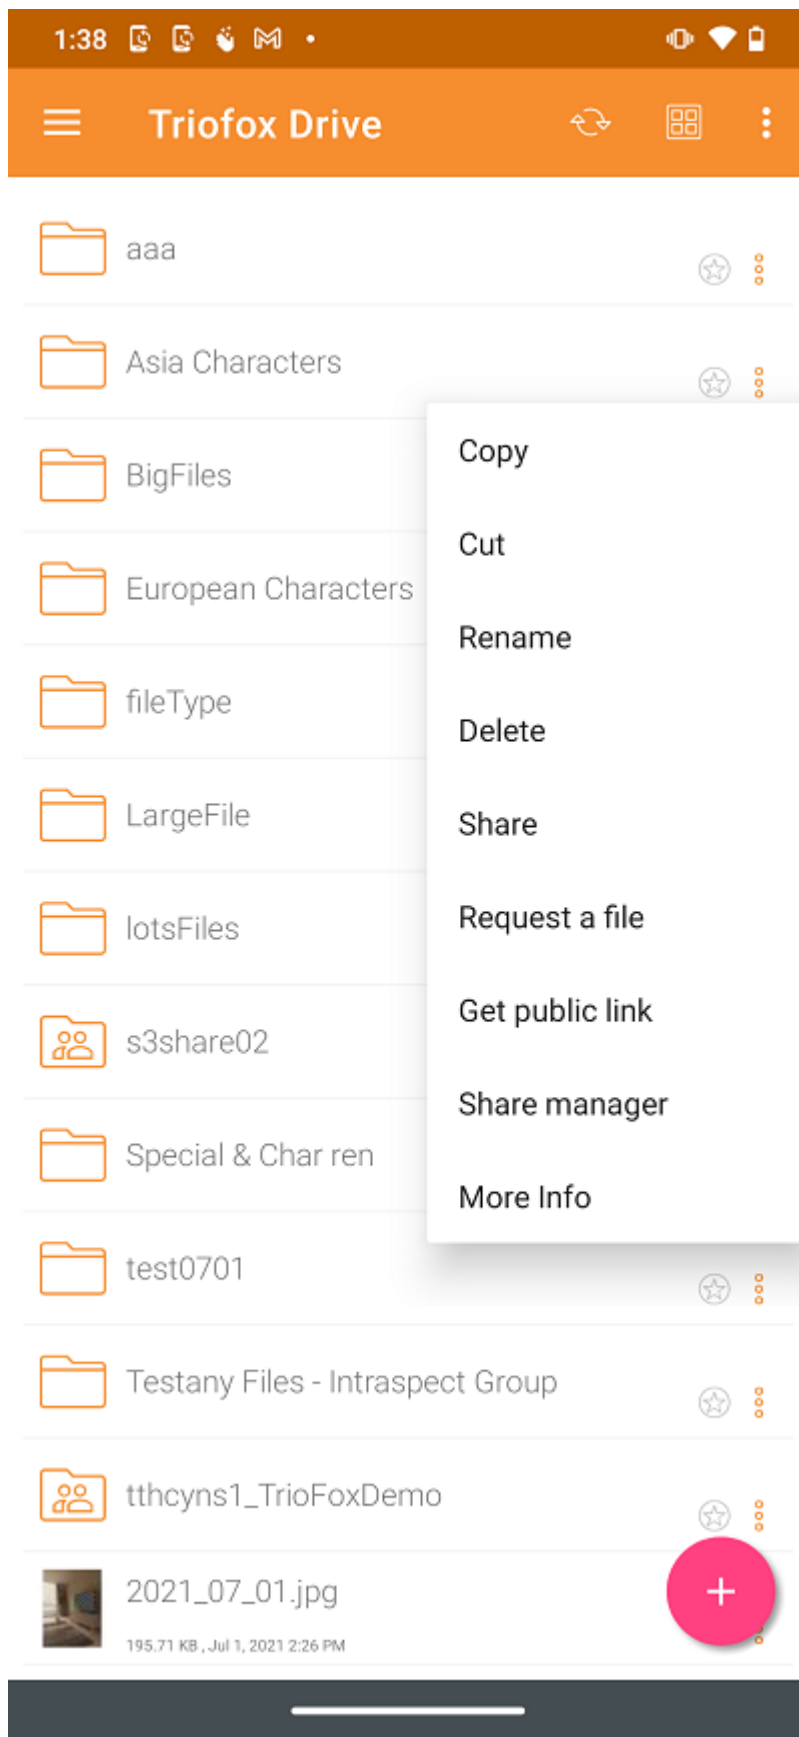 1:38
Triofox Drive
aaa
Asia Characters
BigFiles
European Characters
fileType
LargeFile
lotsFiles
s3share02
Special & Char ren
test0701
Testany Files - Intraspect Group
tthcyns1_TrioFoxDemo
2021_07_01.jpg
195.71 KB , Jul 1, 2021 2:26 PM
Copy
Cut
Rename
Delete
Share
Request a file
Get public link
Share manager
More Info